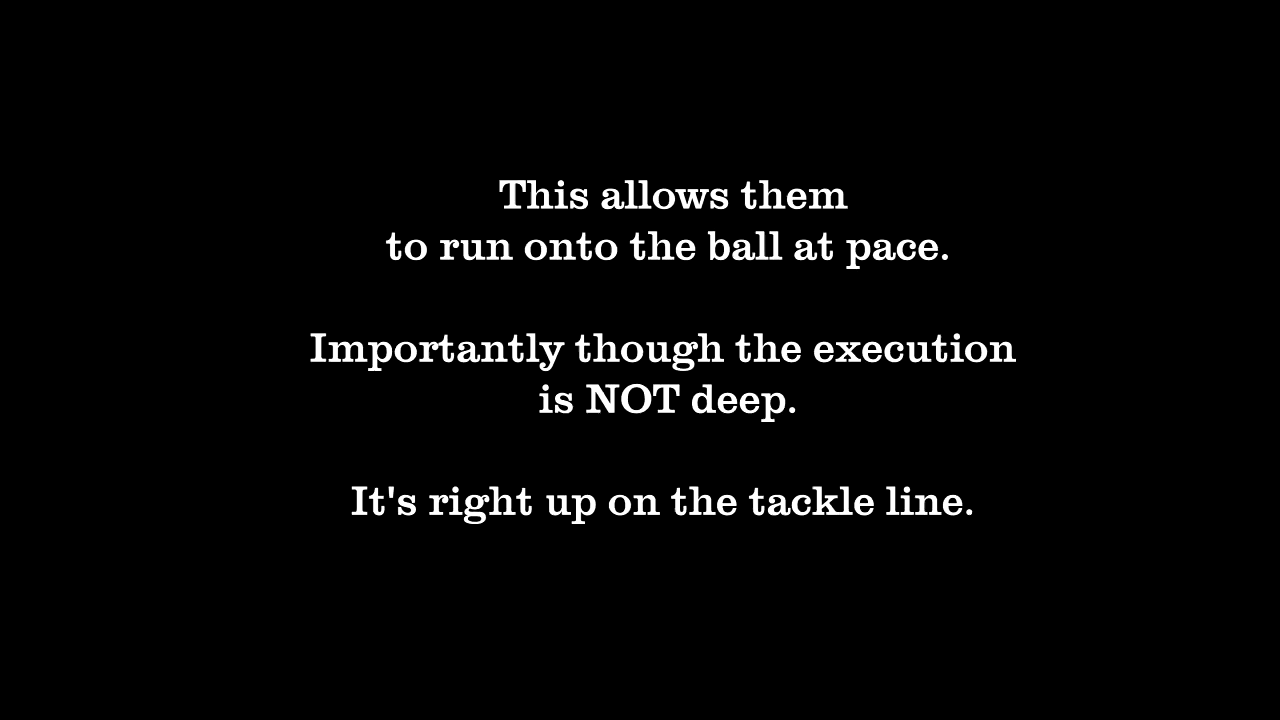 This allows them
to run onto the ball at pace.
Importantly though the execution
is NOT deep.
It's right up on the tackle line.